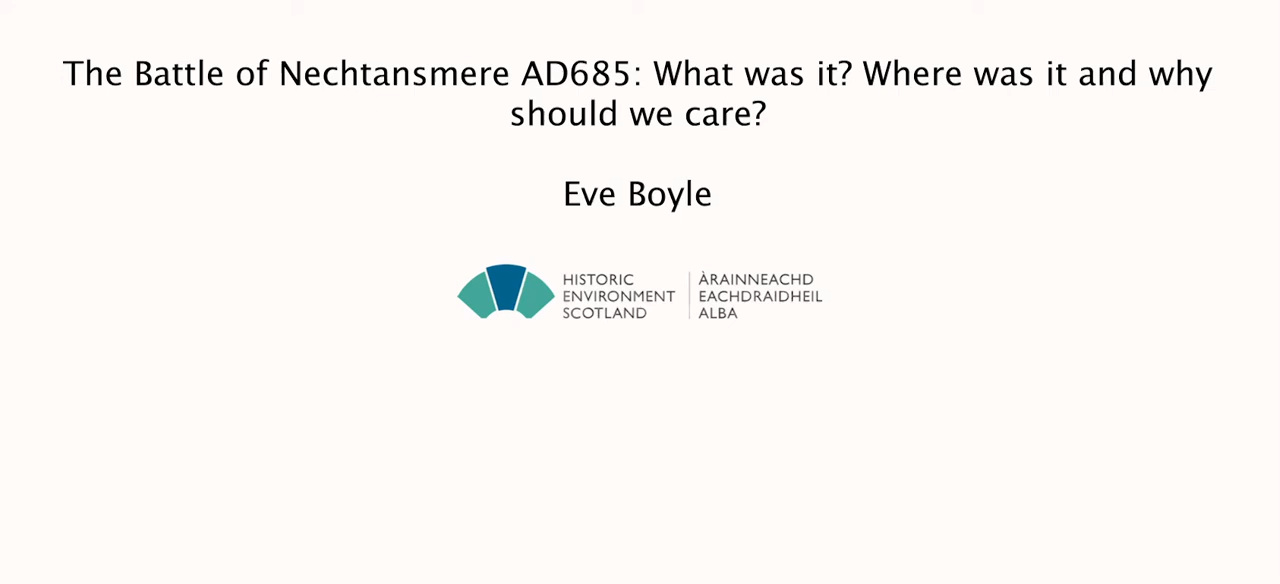 The Battle of Nechtansmere AD685: What was it? Where was it and why
should we care?
Eve Boyle
HISTORIC
ENVIRONMENT
SCOTLAND
ÀRAINNEACHD
EACHDRAIDHEIL
ALBA